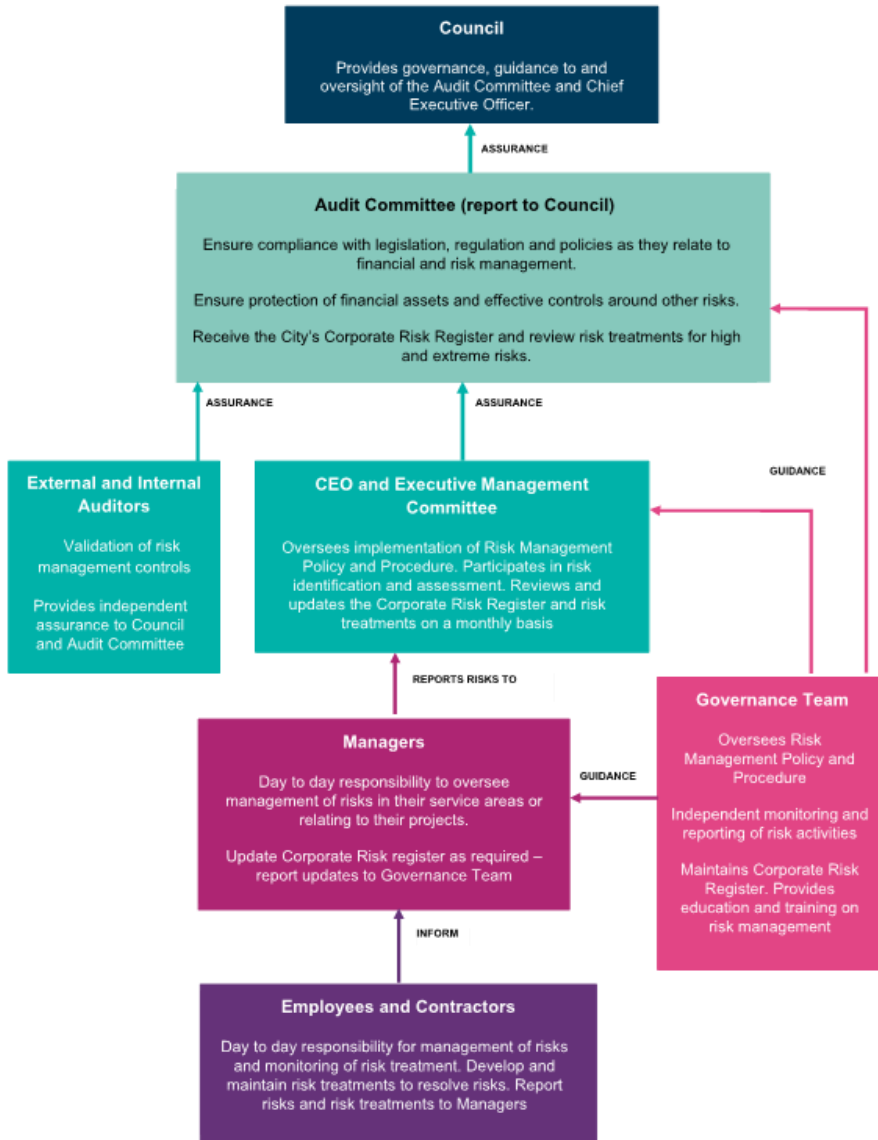 Council
Provides governance, guidance to and
oversight of the Audit Committee and Chief
Executive Officer.
ASSURANCE
Audit Committee (report to Council)
Ensure compliance with legislation, regulation and policies as they relate to
financial and risk management.
Ensure protection of financial assets and effective controls around other risks.
Receive the City's Corporate Risk Register and review risk treatments for high
and extreme risks.
ASSURANCE
ASSURANCE
GUIDANCE
External and Internal
Auditors
Validation of risk
management controls
Provides independent
assurance to Council
and Audit Committee
CEO and Executive Management
Committee
Oversees implementation of Risk Management
Policy and Procedure. Participates in risk
identification and assessment. Reviews and
updates the Corporate Risk Register and risk
treatments on a monthly basis
REPORTS RISKS TO
Managers
Day to day responsibility to oversee
management of risks in their service areas or
relating to their projects.
Update Corporate Risk register as required –
report updates to Governance Team
GUIDANCE
Governance Team
Oversees Risk
Management Policy and
Procedure
Independent monitoring and
reporting of risk activities
Maintains Corporate Risk
Register. Provides
education and training on
risk management
INFORM
Employees and Contractors
Day to day responsibility for management of risks
and monitoring of risk treatment. Develop and
maintain risk treatments to resolve risks. Report
risks and risk treatments to Managers